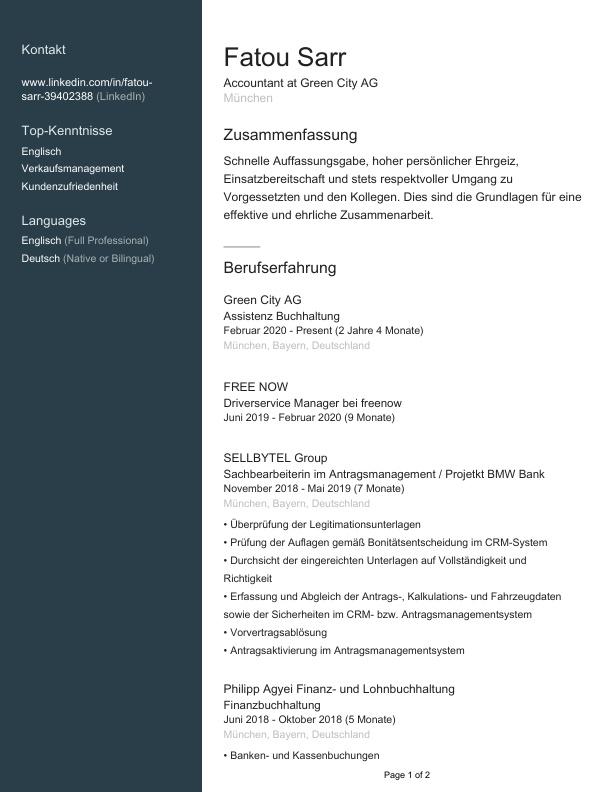 Kontakt
www.linkedin.com/in/fatou-
sarr-39402388 (LinkedIn)
Top-Kenntnisse
Englisch
Verkaufsmanagement
Kundenzufriedenheit
Languages
Englisch (Full Professional)
Deutsch (Native or Bilingual)
Fatou Sarr
Accountant at Green City AG
München
Zusammenfassung
Schnelle Auffassungsgabe, hoher persönlicher Ehrgeiz,
Einsatzbereitschaft und stets respektvoller Umgang zu
Vorgesetzten und den Kollegen. Dies sind die Grundlagen für eine
effektive und ehrliche Zusammenarbeit.
Berufserfahrung
Green City AG
Assistenz Buchhaltung
Februar 2020 - Present (2 Jahre 4 Monate)
München, Bayern, Deutschland
FREE NOW
Driverservice Manager bei freenow
Juni 2019 - Februar 2020 (9 Monate)
SELLBYTEL Group
Sachbearbeiterin im Antragsmanagement / Projetkt BMW Bank
November 2018 - Mai 2019 (7 Monate)
München, Bayern, Deutschland
• Überprüfung der Legitimationsunterlagen
• Prüfung der Auflagen gemäß Bonitätsentscheidung im CRM-System
• Durchsicht der eingereichten Unterlagen auf Vollständigkeit und
Richtigkeit
• Erfassung und Abgleich der Antrags-, Kalkulations- und Fahrzeugdaten
sowie der Sicherheiten im CRM- bzw. Antragsmanagementsystem
• Vorvertragsablösung
• Antragsaktivierung im Antragsmanagementsystem
Philipp Agyei Finanz- und Lohnbuchhaltung
Finanzbuchhaltung
Juni 2018 - Oktober 2018 (5 Monate)
München, Bayern, Deutschland
• Banken- und Kassenbuchungen
Page 1 of 2